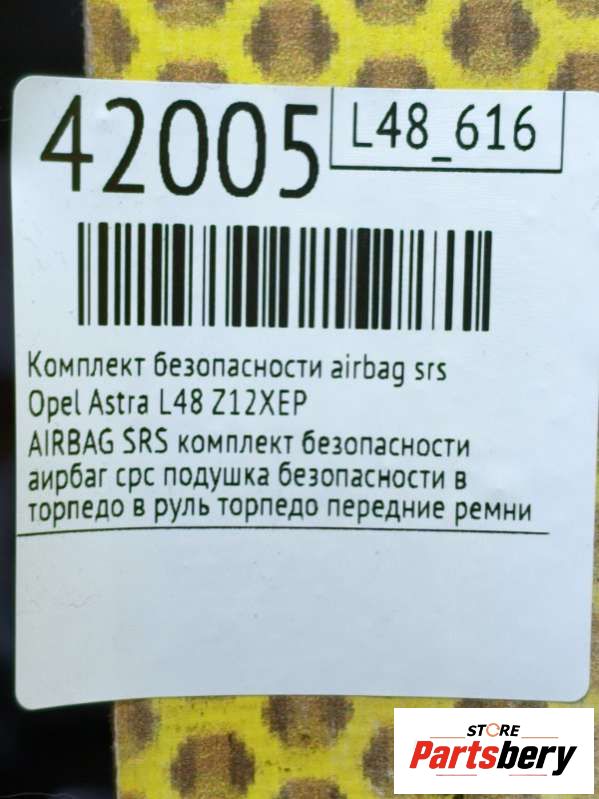 42005
L48_616
Комплект безопасности airbag srs
Opel Astra L48 Z12XEP
AIRBAG SRS комплект безопасности
аирбаг срс подушка безопасности в
торпедо в руль торпедо передние ремни
STORE
Partsbery